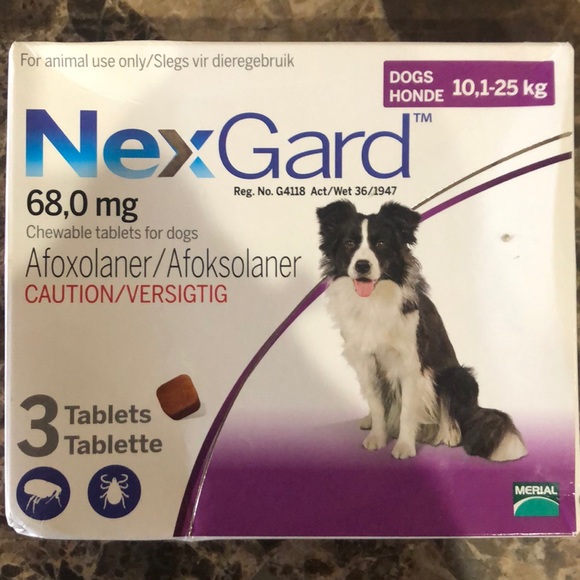 For animal use only/Slegs vir dieregebruik
DOGS
HONDE
10,1-25 kg
NexGard™
Reg. No. G4118 Act/Wet 36/1947
68,0 mg
Chewable tablets for dogs
Afoxolaner/Afoksolaner
CAUTION/VERSIGTIG
3 Tablets
Tablette
MERIAL